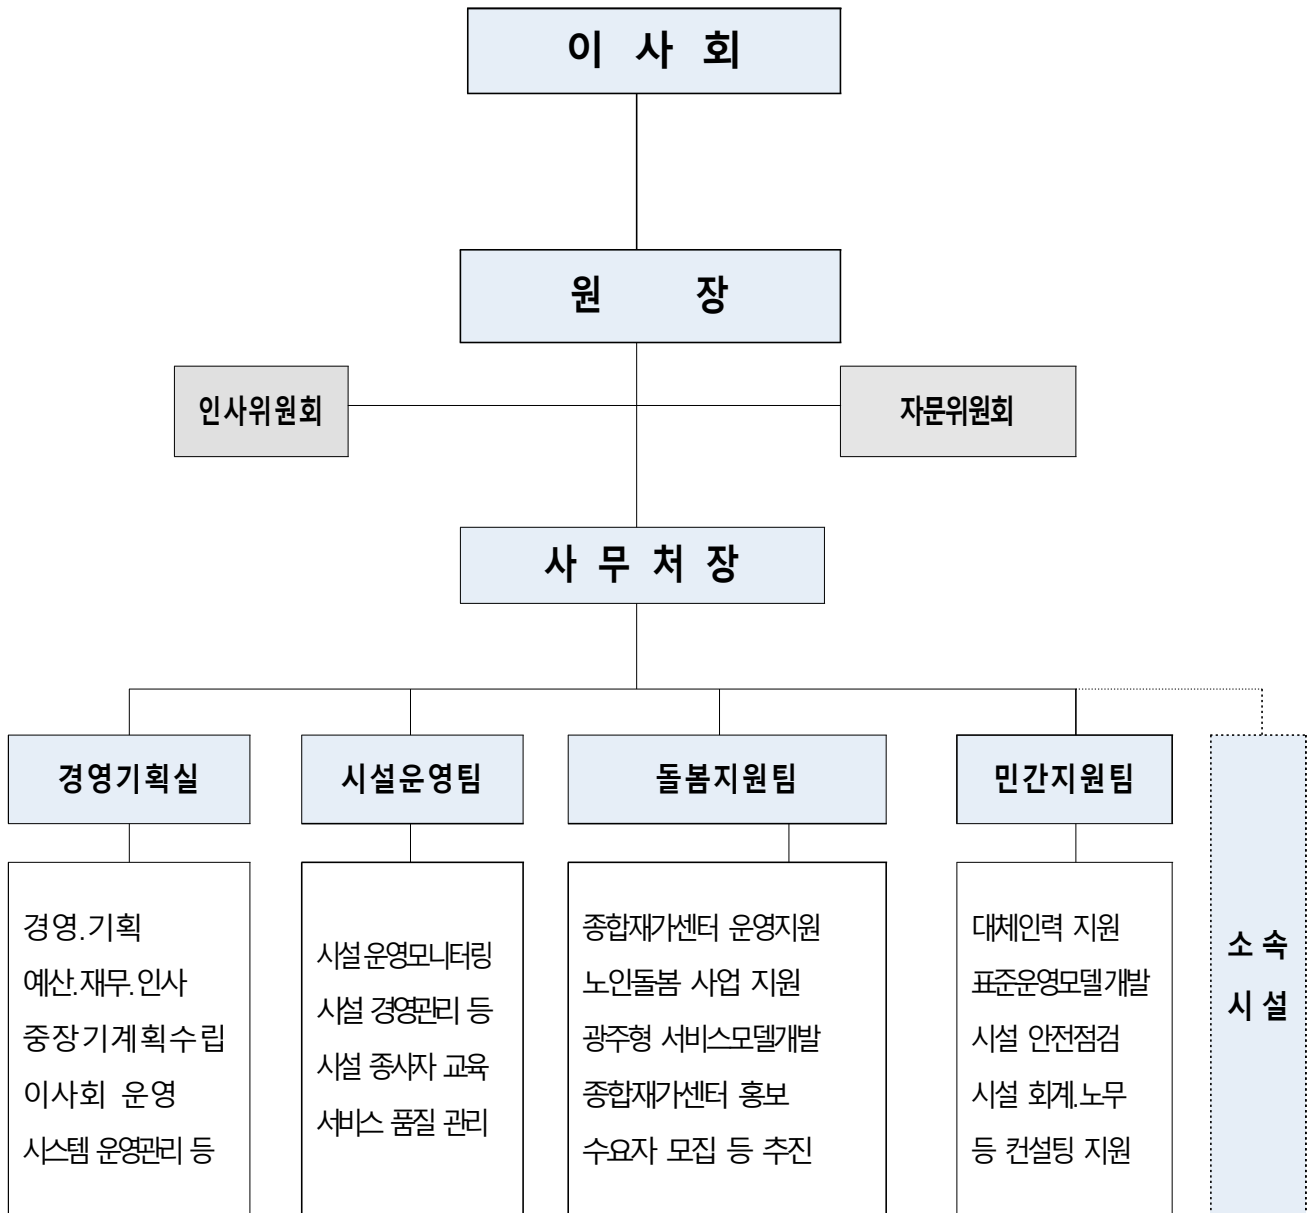 이 사 회
원 장
인사위원회
자문위원회
사 무 처 장
경영기획실
시설운영팀
돌봄지원팀
민간지원팀
경영.기획
예산.재무.인사
중장기계획수립
이사회 운영
시스템 운영관리 등
시설 운영모니터링
시설 경영관리 등
시설 종사자 교육
서비스 품질 관리
종합재가센터 운영지원
노인돌봄 사업 지원
광주형 서비스모델개발
종합재가센터 홍보
수요자 모집 등 추진
대체인력 지원
표준운영모델개발
시설 안전점검
시설 회계.노무
등 컨설팅 지원
소 속
시 설